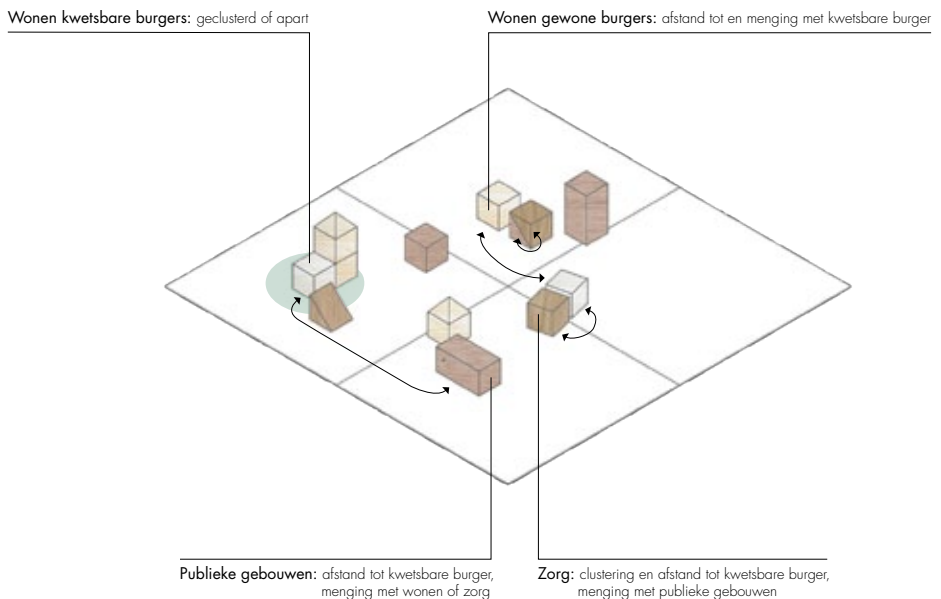 Wonen kwetsbare burgers: geclusterd of apart
Wonen gewone burgers: afstand tot en menging met kwetsbare burger
Publieke gebouwen: afstand tot kwetsbare burger,
menging met wonen of zorg
Zorg: clustering en afstand tot kwetsbare burger,
menging met publieke gebouwen